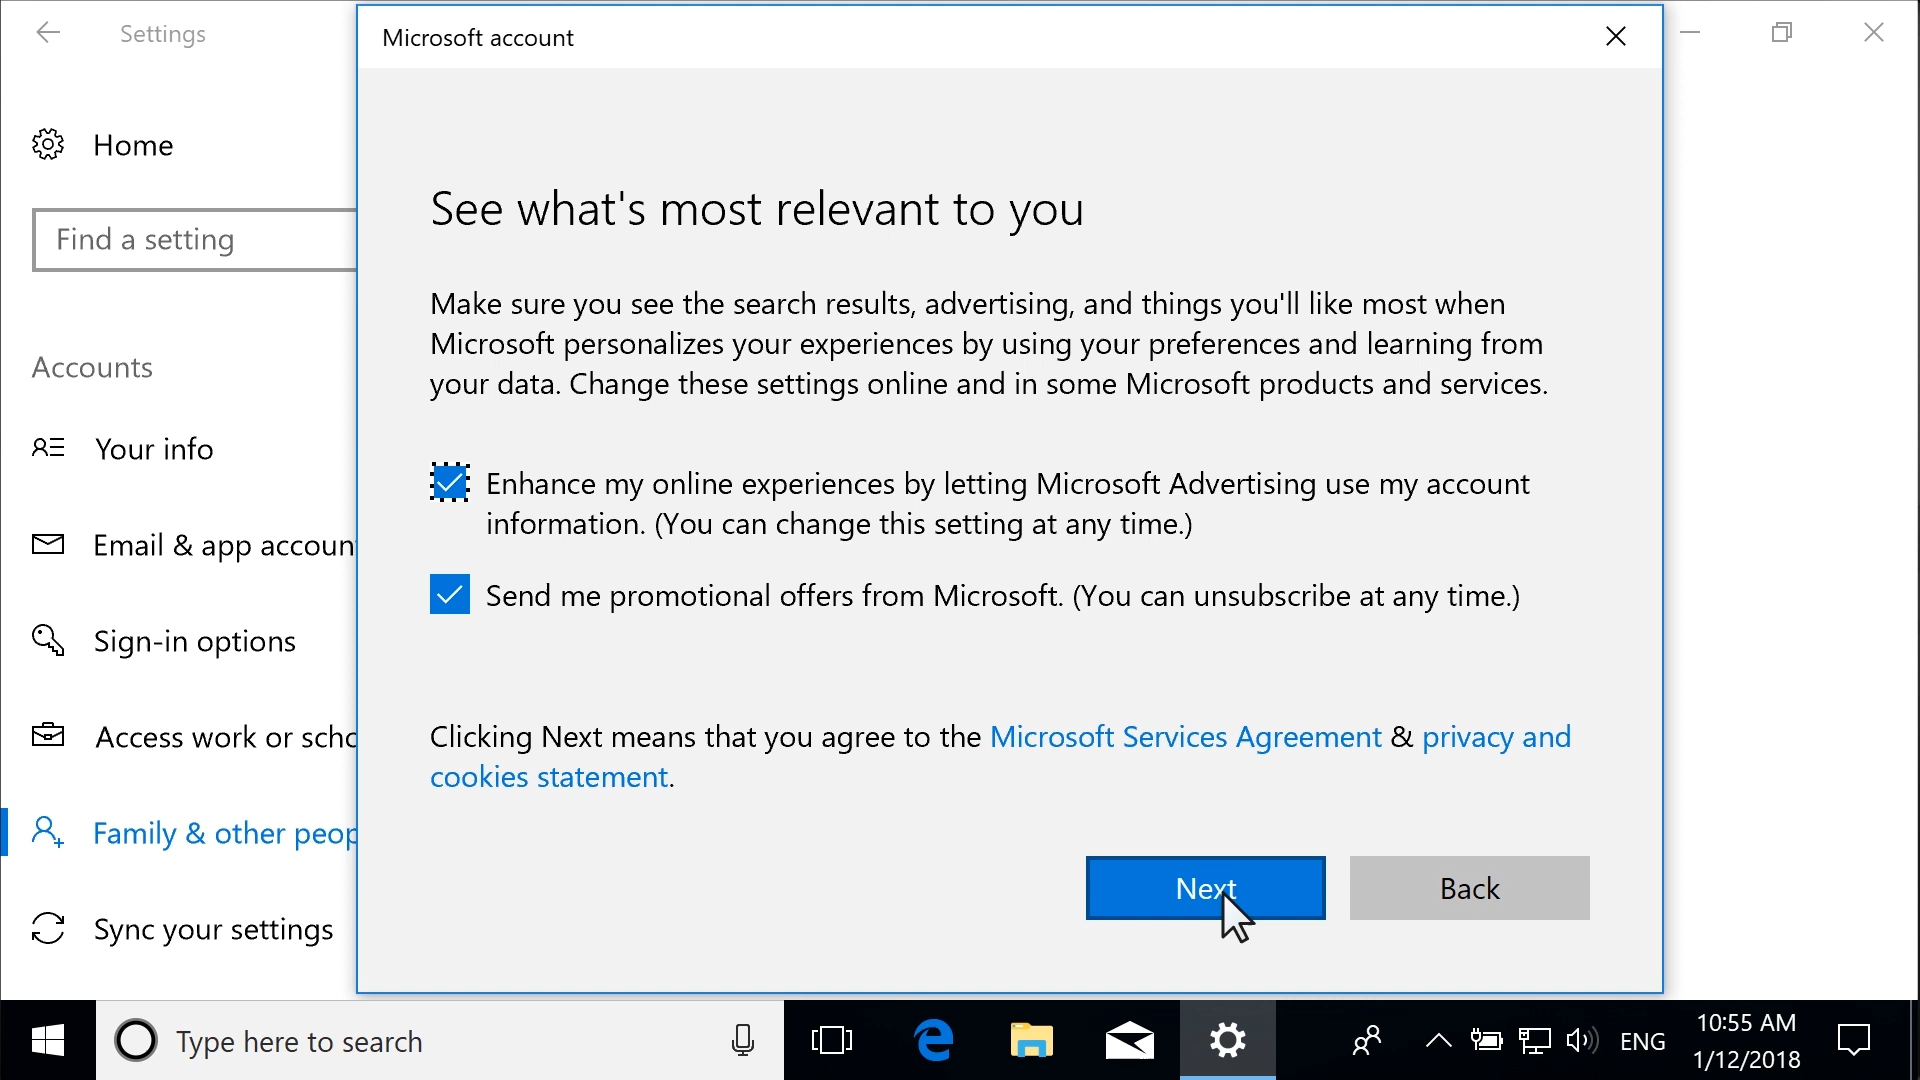 Settings
Microsoft account
Home
Find a setting
Accounts
Your info
Email & app accoun
Sign-in options
Access work or scho
Family & other peop
Sync your settings
See what's most relevant to you
Make sure you see the search results, advertising, and things you'll like most when
Microsoft personalizes your experiences by using your preferences and learning from
your data. Change these settings online and in some Microsoft products and services.
Enhance my online experiences by letting Microsoft Advertising use my account
information. (You can change this setting at any time.)
Send me promotional offers from Microsoft. (You can unsubscribe at any time.)
Clicking Next means that you agree to the Microsoft Services Agreement & privacy and
cookies statement.
Next
Back
Type here to search
ENG
10:55 AM
1/12/2018